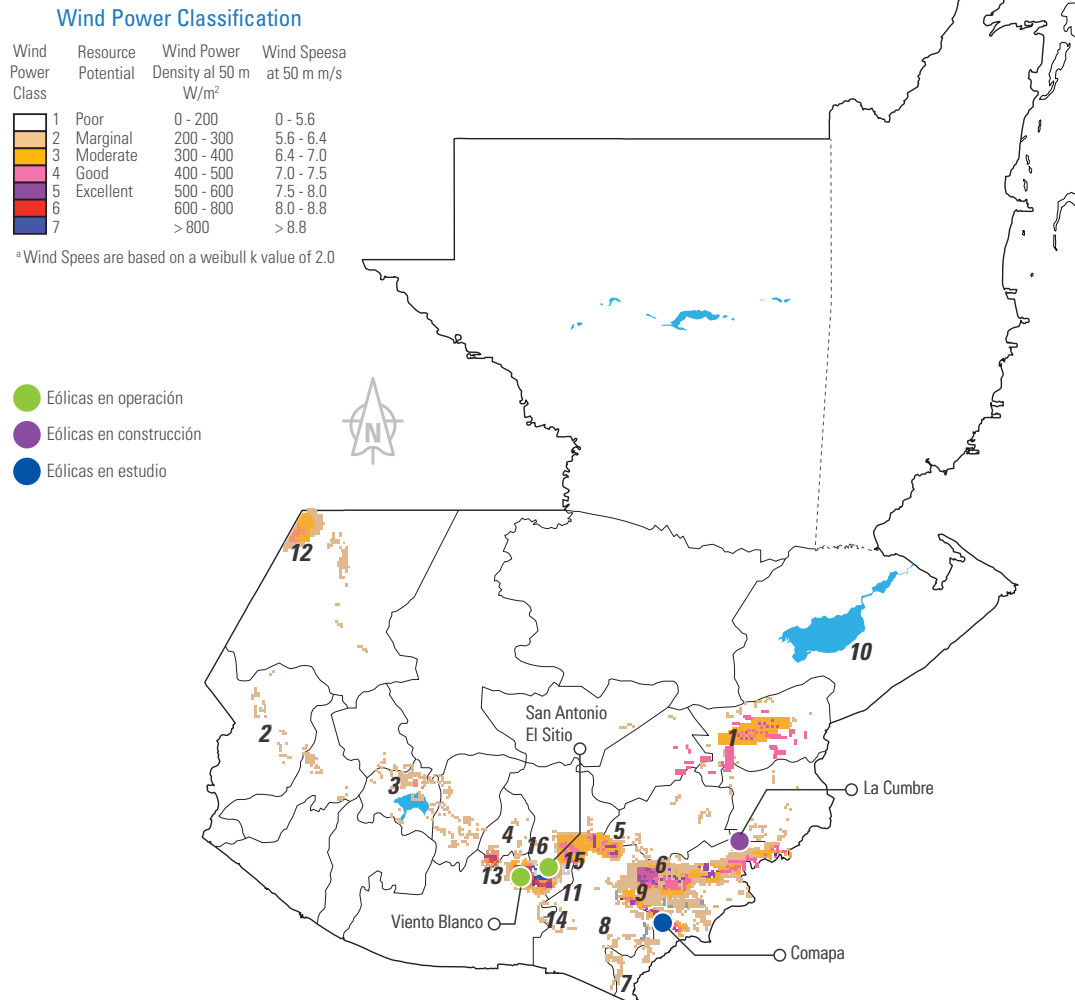 Wind Power Classification
Wind Power Class
Resource Potential
Wind Power Density al 50 m W/m²
Wind Speesa at 50 m m/s
1 Poor 0 - 200 0 - 5.6
2 Marginal 200 - 300 5.6 - 6.4
3 Moderate 300 - 400 6.4 - 7.0
4 Good 400 - 500 7.0 - 7.5
5 Excellent 500 - 600 7.5 - 8.0
6 600 - 800 8.0 - 8.8
7 > 800 > 8.8
ª Wind Spees are based on a weibull k value of 2.0
Eólicas en operación
Eólicas en construcción
Eólicas en estudio
N
12
10
2
San Antonio
El Sitio
1
3
La Cumbre
4
16
5
15
6
13
11
9
Viento Blanco
14
8
Comapa
7